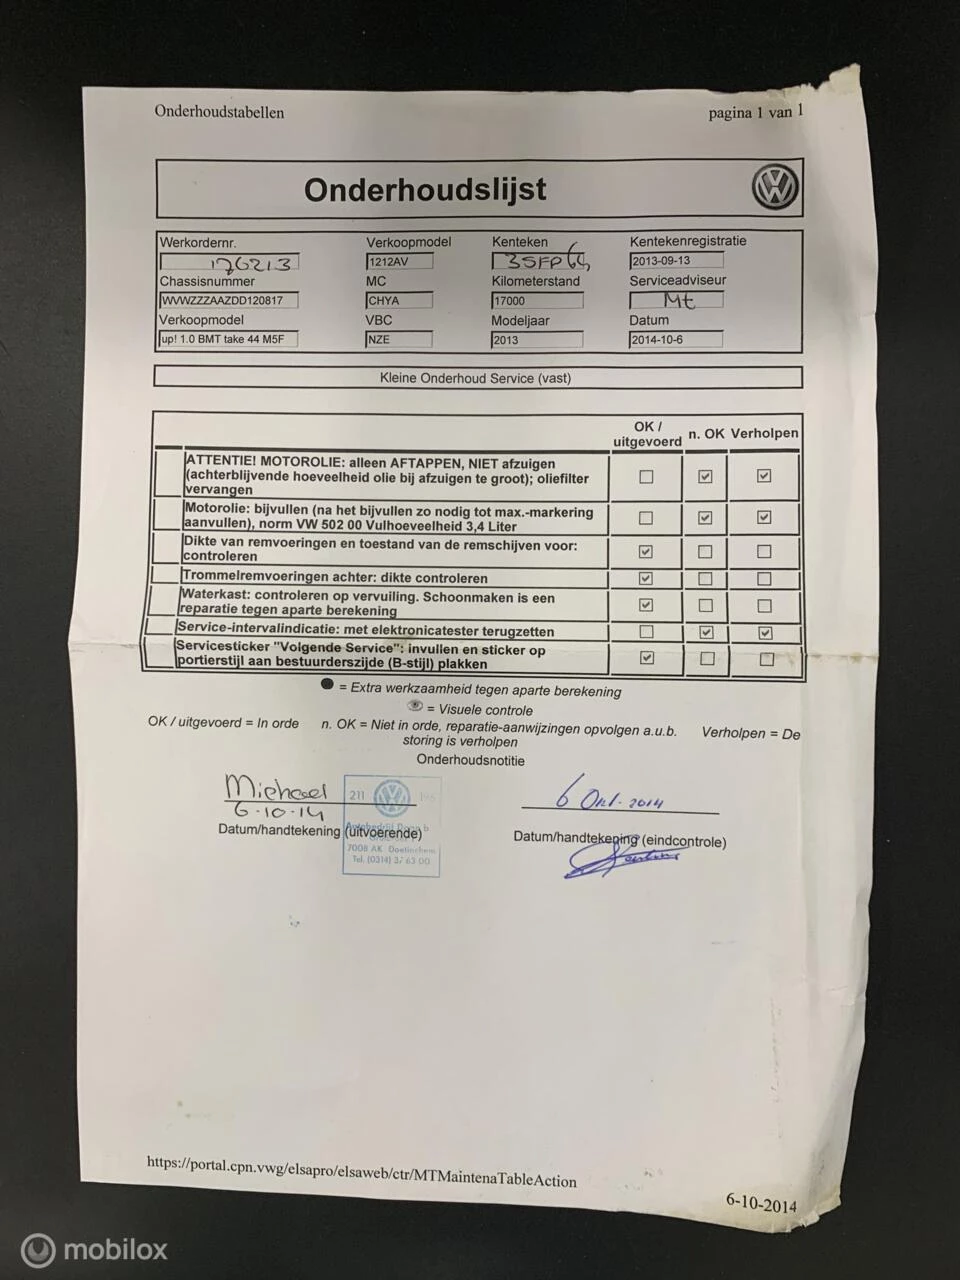 Onderhoudstabellen
pagina 1 van 1
Onderhoudslijst
Werkordernr.
Verkoopmodel
Kenteken
Kentekenregistratie
176213
1212AV
35FP64
2013-09-13
Chassisnummer
MC
Kilometerstand
Serviceadviseur
WVWZZZAAZDD120817
CHYA
17000
Mt
Verkoopmodel
VBC
Modeljaar
Datum
up! 1.0 BMT take 44 M5F
NZE
2013
2014-10-6
Kleine Onderhoud Service (vast)
OK /
uitgevoerd
n. OK
Verholpen
ATTENTIE! MOTOROLIE: alleen AFTAPPEN, NIET afzuigen
(achterblijvende hoeveelheid olie bij afzuigen te groot); oliefilter
vervangen
Motorolie: bijvullen (na het bijvullen zo nodig tot max.-markering
aanvullen), norm VW 502 00 Vulhoeveelheid 3,4 Liter
Dikte van remvoeringen en toestand van de remschijven voor:
controleren
Trommelremvoeringen achter: dikte controleren
Waterkast: controleren op vervuiling. Schoonmaken is een
reparatie tegen aparte berekening
Service-intervalindicatie: met elektronicatester terugzetten
Servicesticker "Volgende Service": invullen en sticker op
portierstijl aan bestuurderszijde (B-stijl) plakken
= Extra werkzaamheid tegen aparte berekening
= Visuele controle
OK / uitgevoerd = In orde
n. OK = Niet in orde, reparatie-aanwijzingen opvolgen a.u.b.
Verholpen = De
storing is verholpen
Onderhoudsnotitie
Michael
6-10-14
211
7008 AK Doetinchem
Tel. (0314) 37 63 00
Datum/handtekening (uitvoerende)
6 Okt. 2014
Datum/handtekening (eindcontrole)
https://portal.cpn.vwg/elsapro/elsaweb/ctr/MTMaintenaTableAction
6-10-2014
mobilox